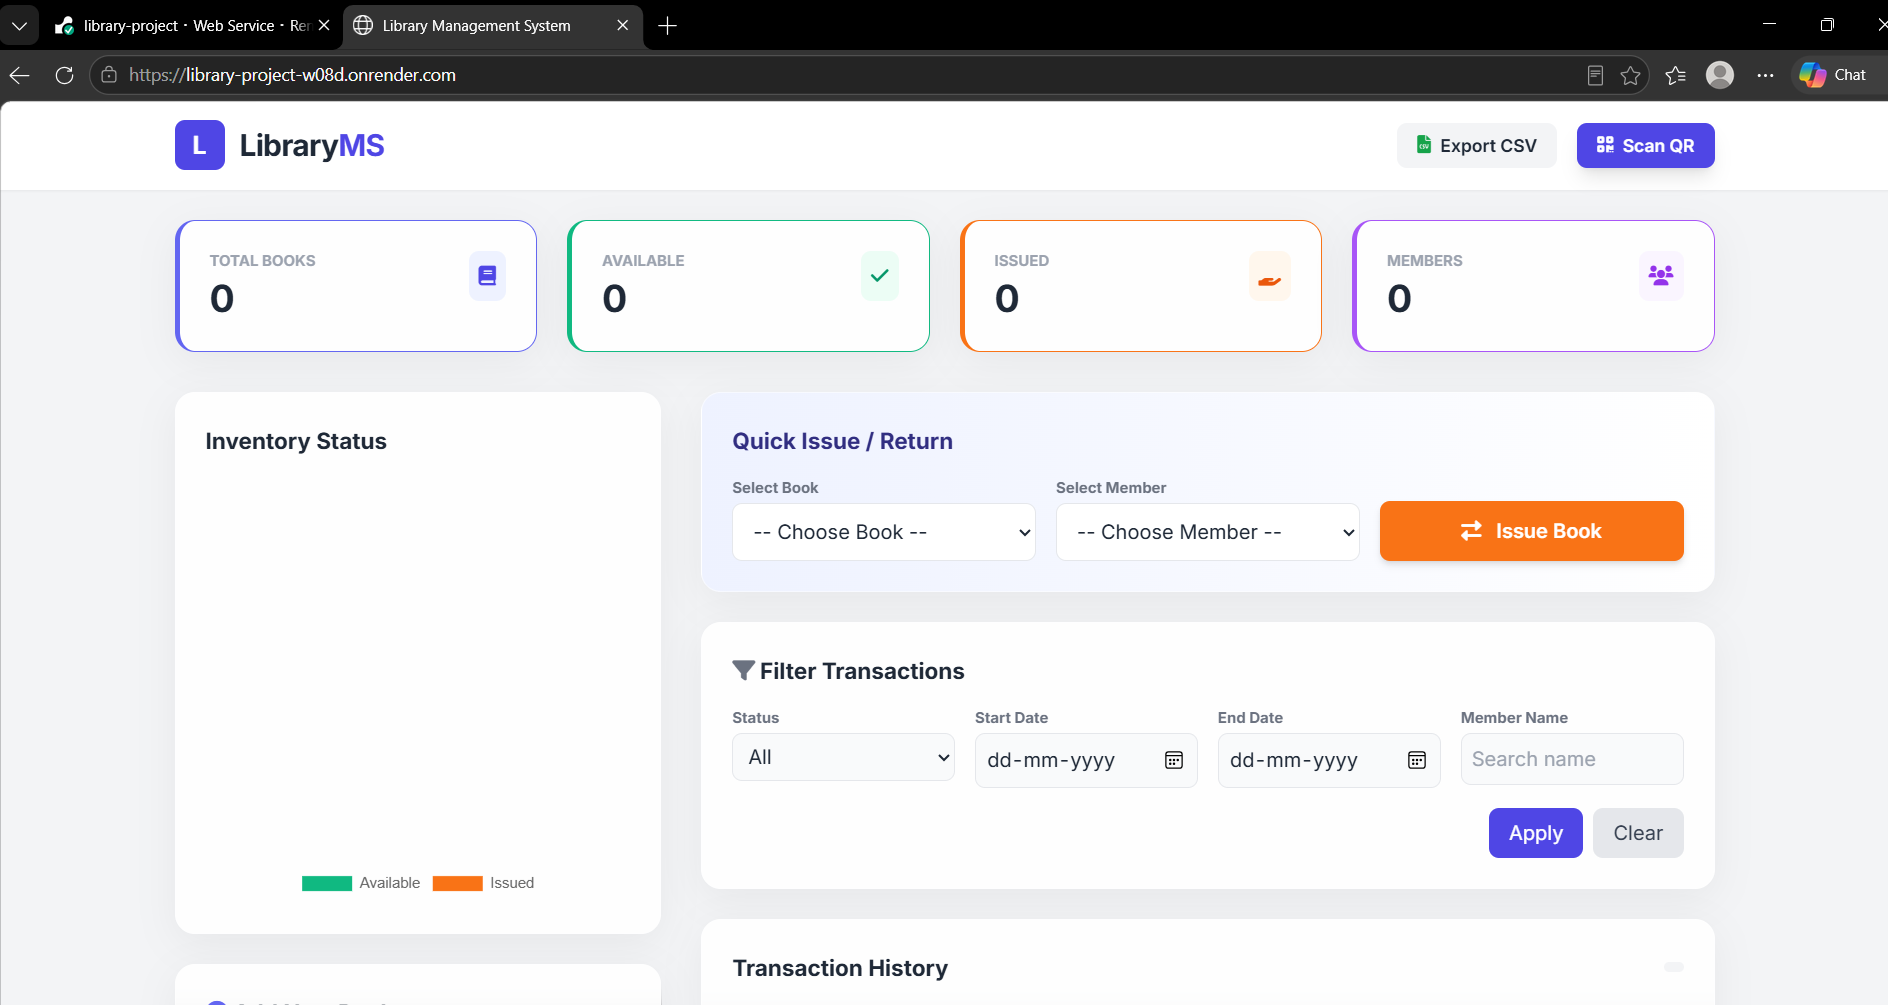 library-project · Web Service · Ren
Library Management System
https://library-project-w08d.onrender.com
Chat
L
LibraryMS
CSV
Export CSV
Scan QR
TOTAL BOOKS
0
AVAILABLE
0
ISSUED
0
MEMBERS
0
Inventory Status
Available
Issued
Quick Issue / Return
Select Book
-- Choose Book --
Select Member
-- Choose Member --
Issue Book
Filter Transactions
Status
All
Start Date
dd-mm-yyyy
End Date
dd-mm-yyyy
Member Name
Search name
Apply
Clear
Transaction History